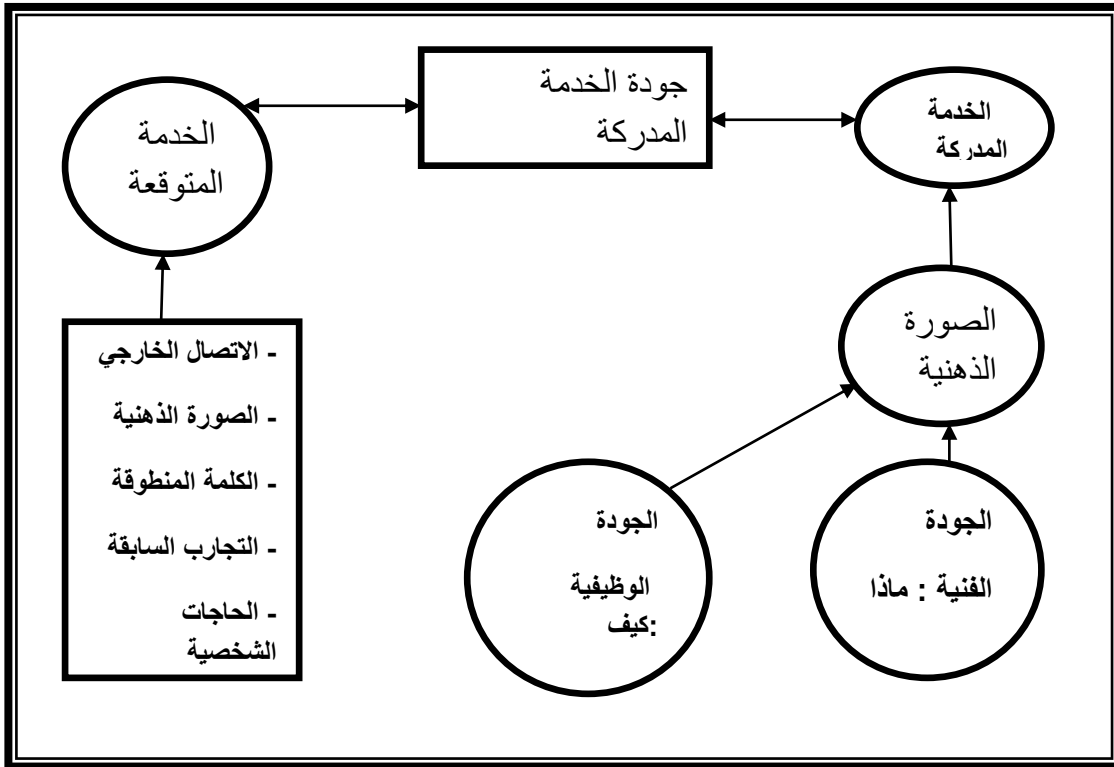 جودة الخدمة
المدركة
الخدمة
المدركة
الخدمة
المتوقعة
الصورة
الذهنية
- الاتصال الخارجي
- الصورة الذهنية
- الكلمة المنطوقة
- التجارب السابقة
- الحاجات
الشخصية
الجودة
الفنية : ماذا
الجودة
الوظيفية
:كيف